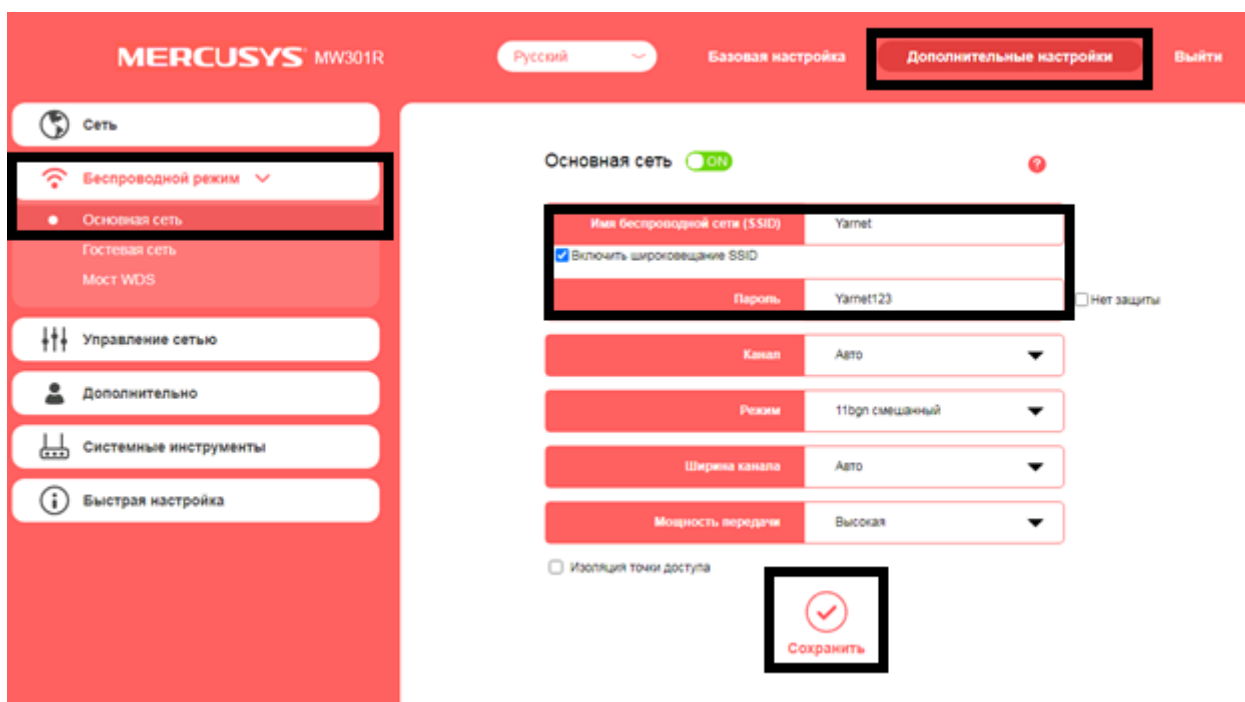 MERCUSYS MW301R
Русский
Базовая настройка
Дополнительные настройки
Выйти
Сеть
Беспроводной режим
Основная сеть
Гостевая сеть
Мост WDS
Управление сетью
Дополнительно
Системные инструменты
Быстрая настройка
Основная сеть ON ?
Имя беспроводной сети (SSID) Yarnet
Включить широковещание SSID
Пароль Yarnet123 Нет защиты
Канал Авто
Режим 11bgn смешанный
Ширина канала Авто
Мощность передачи Высокая
Изоляция точки доступа
Сохранить